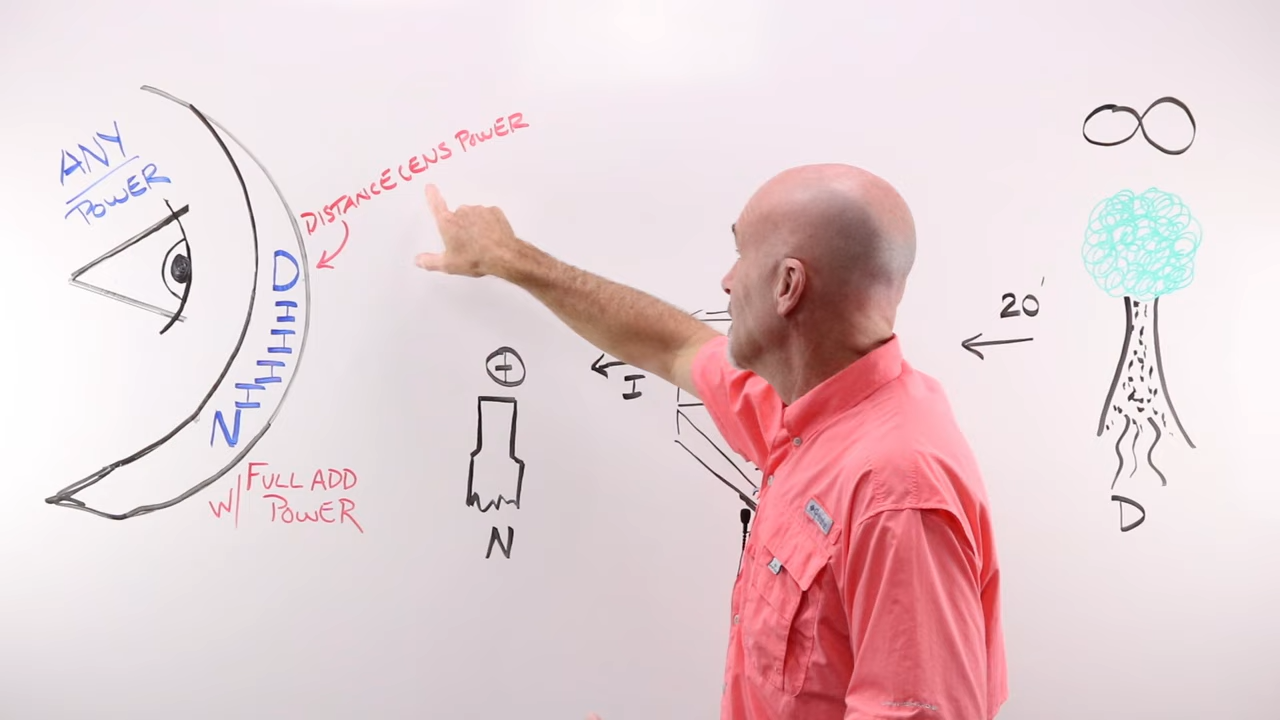 ANY
POWER
DISTANCE LENS POWER
D
I
I
I
I
I
N
W/ FULL ADD
POWER
+
N
I
∞
20'
D